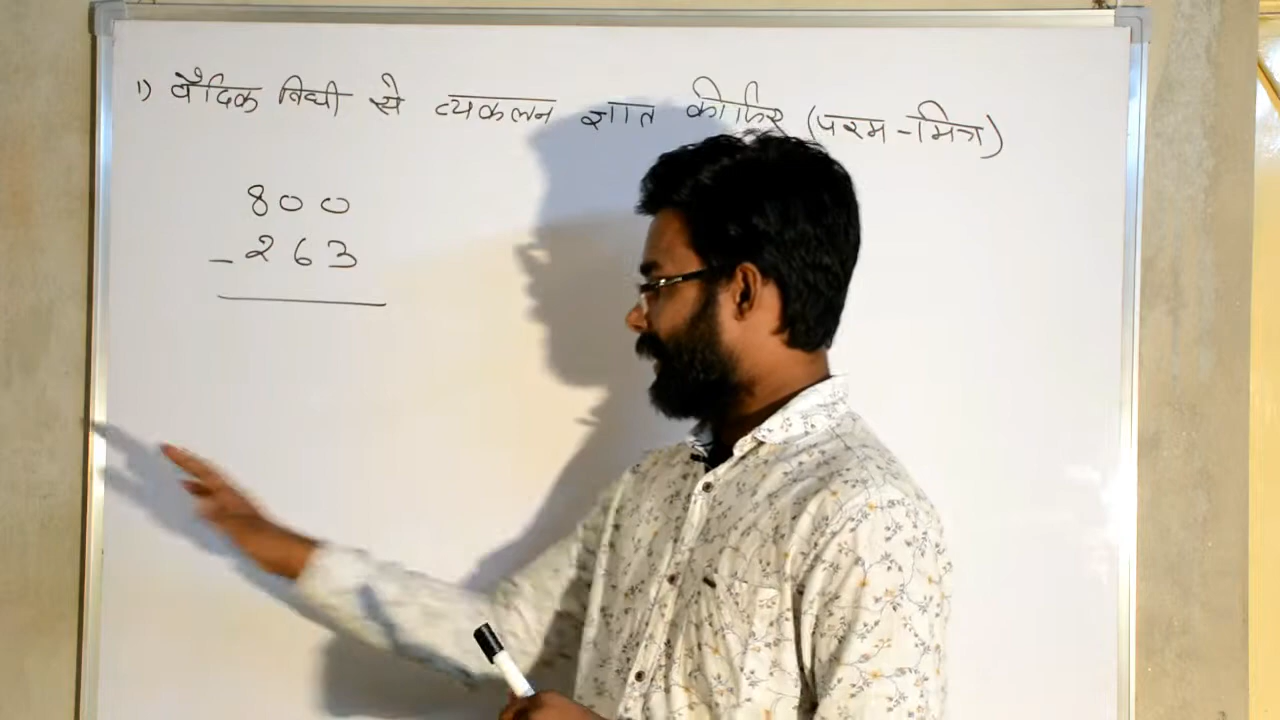 1) वैदिक विधी से व्यकलन ज्ञात कीजिए (परम-मित्र)
800
- 263